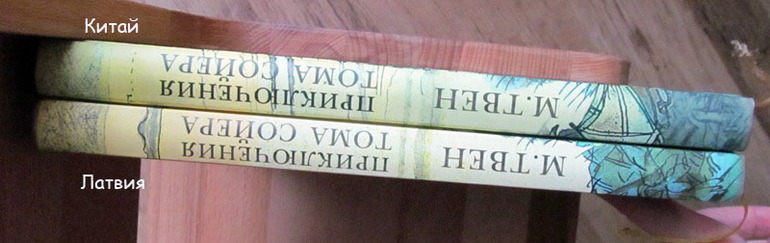 Китай
М.ТВЕН
ПРИКЛЮЧЕНИЯ
ТОМА СОЙЕРА
М.ТВЕН
ПРИКЛЮЧЕНИЯ
ТОМА СОЙЕРА
Латвия